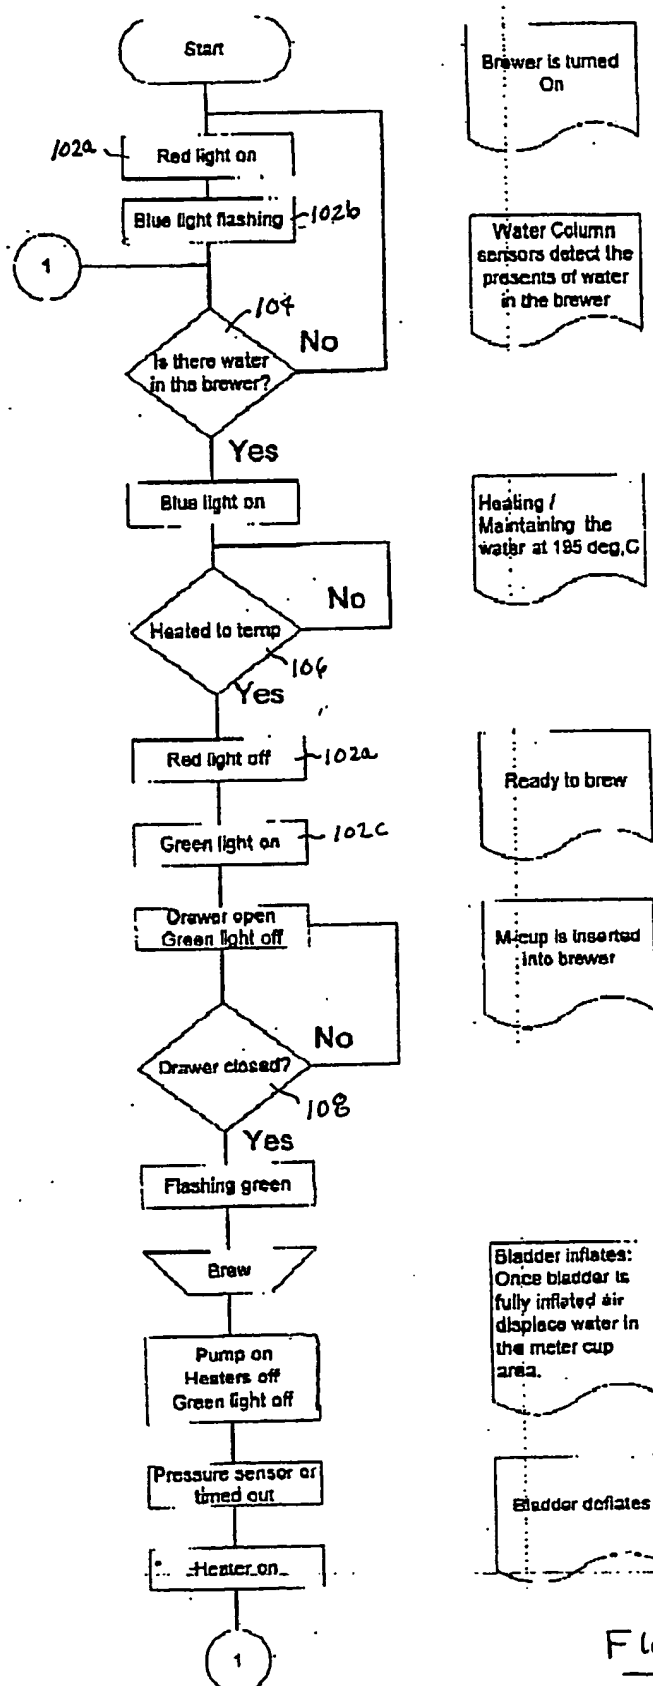 Start
Brewer is turned
On
102a
Red light on
Blue light flashing
102b
1
Water Column
sensors detect the
presents of water
in the brewer
104
No
Is there water
in the brewer?
Yes
Blue light on
Heating /
Maintaining the
water at 195 deg,C
No
Heated to temp
106
Yes
Red light off
102a
Ready to brew
Green light on
102c
Drawer open
Green light off
M-cup is inserted
into brewer
No
Drawer closed?
108
Yes
Flashing green
Brew
Bladder inflates:
Once bladder is
fully inflated air
displace water in
the meter cup
area.
Pump on
Heaters off
Green light off
Pressure sensor or
timed out
Bladder deflates
Heater on
1